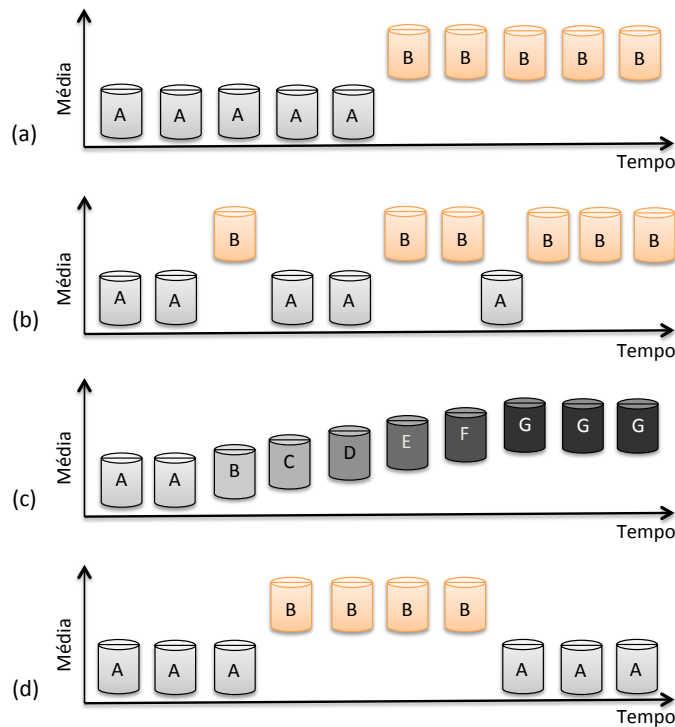 Média
B B B B B
A A A A A
(a)
Tempo
Média
B B B B B B
A A A A A
(b)
Tempo
Média
A A B C D E F G G G
(c)
Tempo
Média
B B B B
A A A A A A
(d)
Tempo